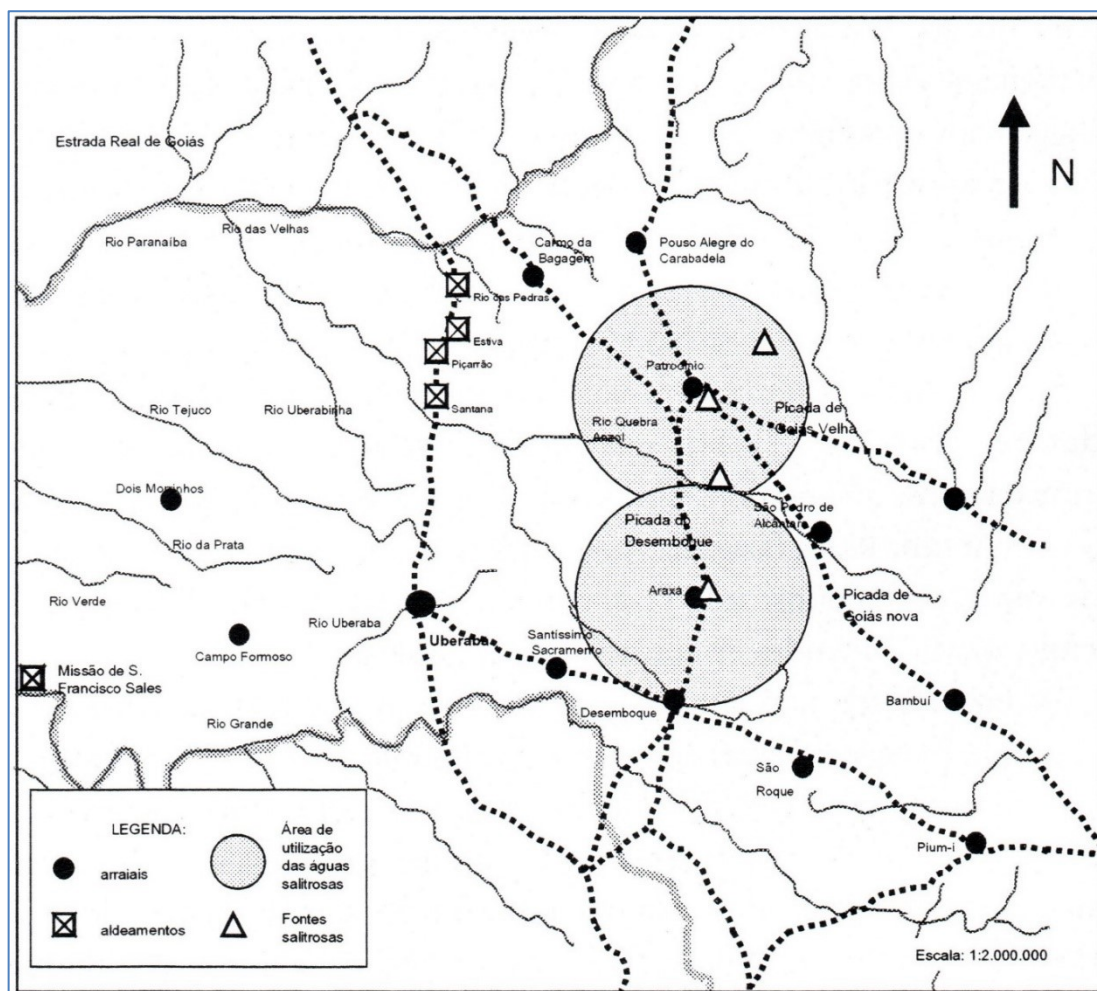 Estrada Real de Goiás
N
Rio das Velhas
Rio Paranaíba
Carmo da
Bagagem
Pouso Alegre do
Carabadela
Rio das Pedras
Estiva
Piçarrão
Patrocínio
Santana
Rio Tejuco
Rio Uberabinha
Rio Quebra
Anzol
Picada de
Goiás Velha
Dois Morrinhos
São Pedro de
Alcântara
Picada do
Desemboque
Rio da Prata
Rio Verde
Araxá
Picada de
Goiás nova
Rio Uberaba
Uberaba
Santíssimo
Sacramento
Campo Formoso
Missão de S.
Francisco Sales
Desemboque
Bambuí
Rio Grande
São
Roque
Pium-i
LEGENDA:
arraiais
Área de
utilização
das águas
salitrosas
aldeamentos
Fontes
salitrosas
Escala: 1:2.000.000